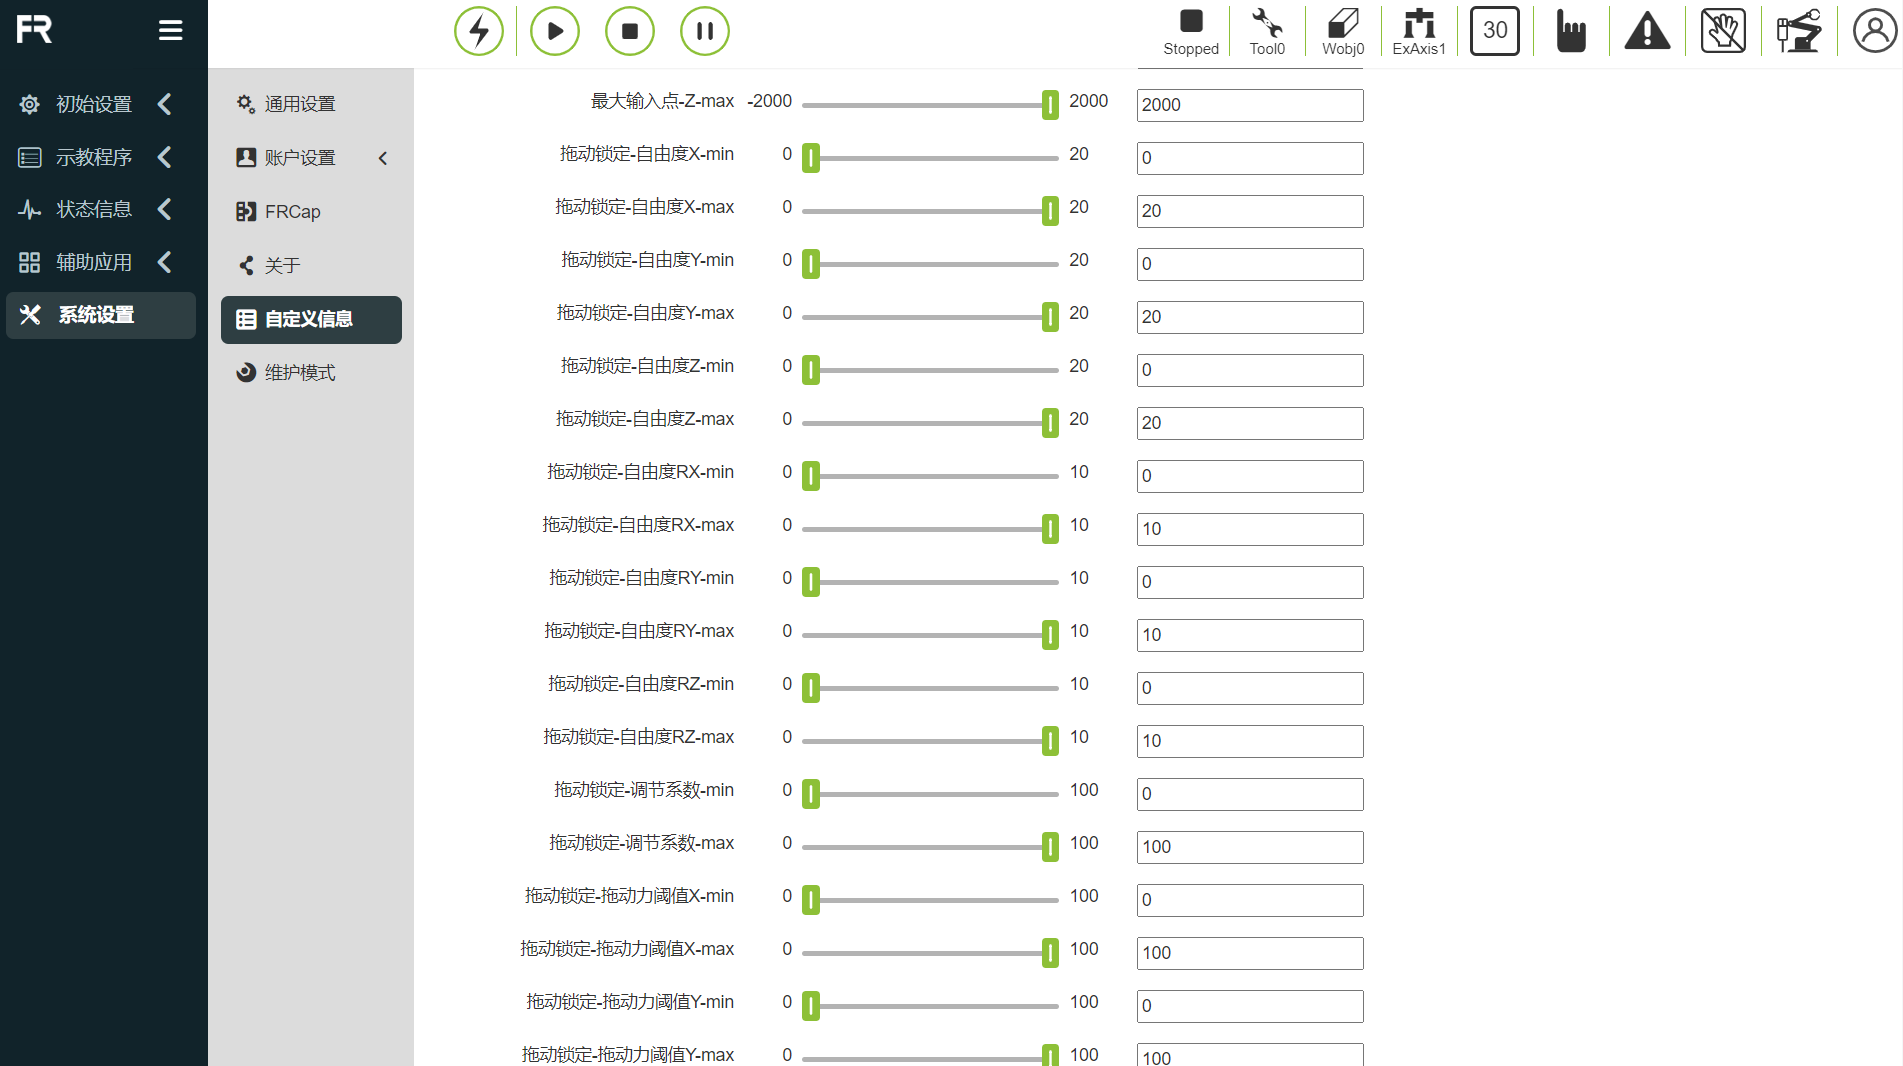 FR
Stopped
Tool0
Wobj0
ExAxis1
30
初始设置
示教程序
状态信息
辅助应用
系统设置
通用设置
账户设置
FRCap
关于
自定义信息
维护模式
最大输入点-Z-max -2000 2000 2000
拖动锁定-自由度X-min 0 20 0
拖动锁定-自由度X-max 0 20 20
拖动锁定-自由度Y-min 0 20 0
拖动锁定-自由度Y-max 0 20 20
拖动锁定-自由度Z-min 0 20 0
拖动锁定-自由度Z-max 0 20 20
拖动锁定-自由度RX-min 0 10 0
拖动锁定-自由度RX-max 0 10 10
拖动锁定-自由度RY-min 0 10 0
拖动锁定-自由度RY-max 0 10 10
拖动锁定-自由度RZ-min 0 10 0
拖动锁定-自由度RZ-max 0 10 10
拖动锁定-调节系数-min 0 100 0
拖动锁定-调节系数-max 0 100 100
拖动锁定-拖动力阈值X-min 0 100 0
拖动锁定-拖动力阈值X-max 0 100 100
拖动锁定-拖动力阈值Y-min 0 100 0
拖动锁定-拖动力阈值Y-max 0 100 100